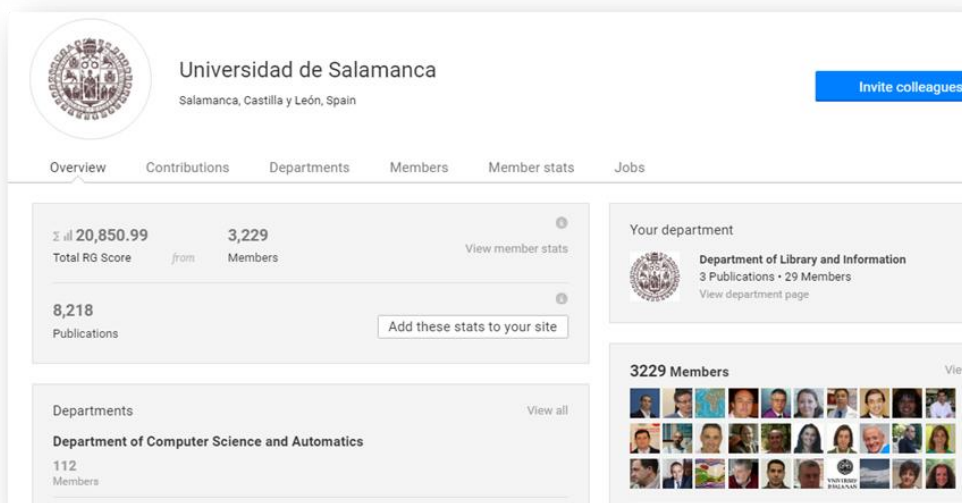 Universidad de Salamanca
Salamanca, Castilla y León, Spain
Invite colleagues
Overview Contributions Departments Members Member stats Jobs
Σ 20,850.99 3,229
Total RG Score from Members
View member stats
8,218
Publications
Add these stats to your site
Departments View all
Department of Computer Science and Automatics
112
Members
Your department
Department of Library and Information
3 Publications • 29 Members
View department page
3229 Members Vie